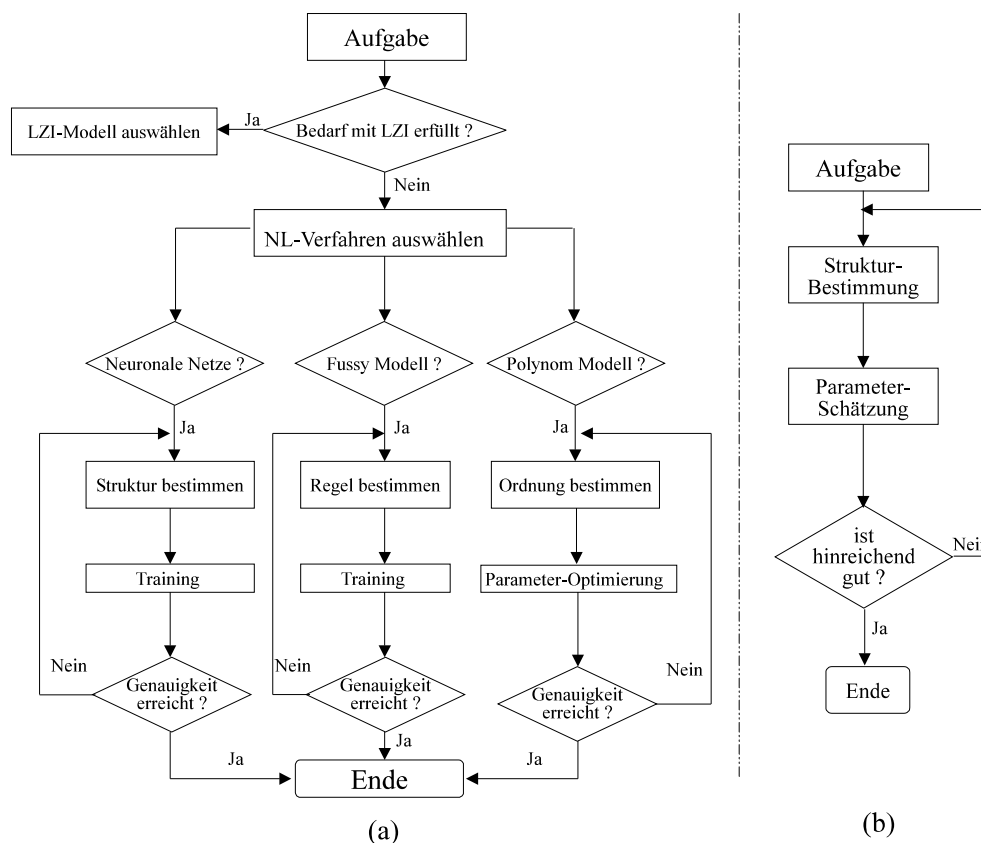 Aufgabe
Ja
LZI-Modell auswählen
Bedarf mit LZI erfüllt ?
Nein
NL-Verfahren auswählen
Neuronale Netze ?
Fussy Modell ?
Polynom Modell ?
Ja
Ja
Ja
Struktur bestimmen
Regel bestimmen
Ordnung bestimmen
Training
Training
Parameter-Optimierung
Nein
Nein
Nein
Genauigkeit
erreicht ?
Genauigkeit
erreicht ?
Genauigkeit
erreicht ?
Ja
Ja
Ja
Ende
(a)
Aufgabe
Struktur-
Bestimmung
Parameter-
Schätzung
ist
hinreichend
gut ?
Nein
Ja
Ende
(b)